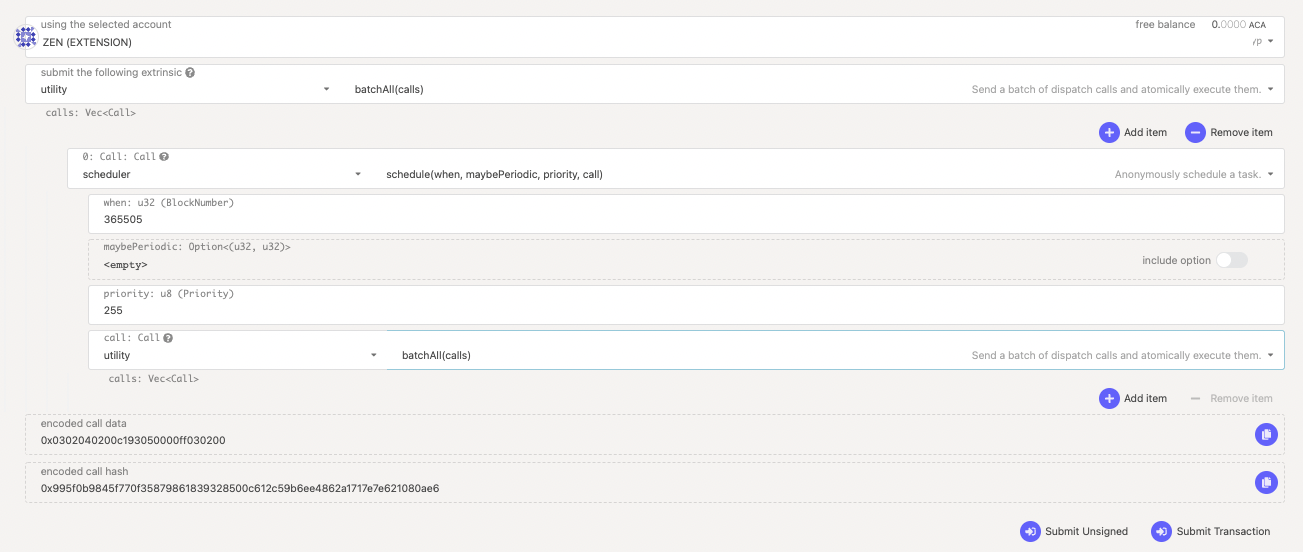 using the selected account
free balance 0.0000 ACA
ZEN (EXTENSION)
submit the following extrinsic
utility batchAll(calls) Send a batch of dispatch calls and atomically execute them.
calls: Vec<Call>
Add item Remove item
0: Call: Call
scheduler schedule(when, maybePeriodic, priority, call) Anonymously schedule a task.
when: u32 (BlockNumber)
365505
maybePeriodic: Option<(u32, u32)>
<empty>
include option
priority: u8 (Priority)
255
call: Call
utility batchAll(calls) Send a batch of dispatch calls and atomically execute them.
calls: Vec<Call>
Add item Remove item
encoded call data
0x0302040200c193050000ff030200
encoded call hash
0x995f0b9845f770f35879861839328500c612c59b6ee4862a1717e7e621080ae6
Submit Unsigned Submit Transaction